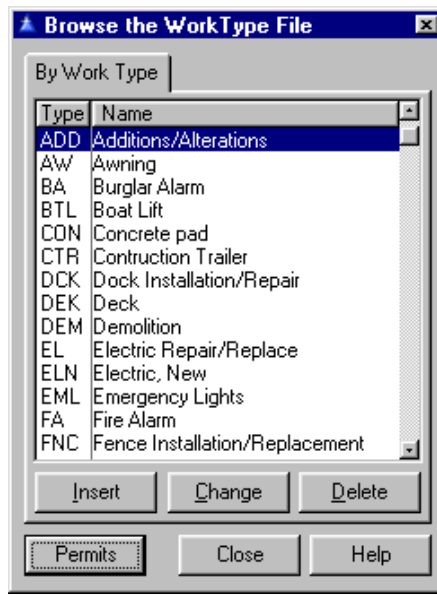 Browse the WorkType File
By Work Type
Type Name
ADD Additions/Alterations
AW Awning
BA Burglar Alarm
BTL Boat Lift
CON Concrete pad
CTR Contruction Trailer
DCK Dock Installation/Repair
DEK Deck
DEM Demolition
EL Electric Repair/Replace
ELN Electric, New
EML Emergency Lights
FA Fire Alarm
FNC Fence Installation/Replacement
Insert Change Delete
Permits Close Help